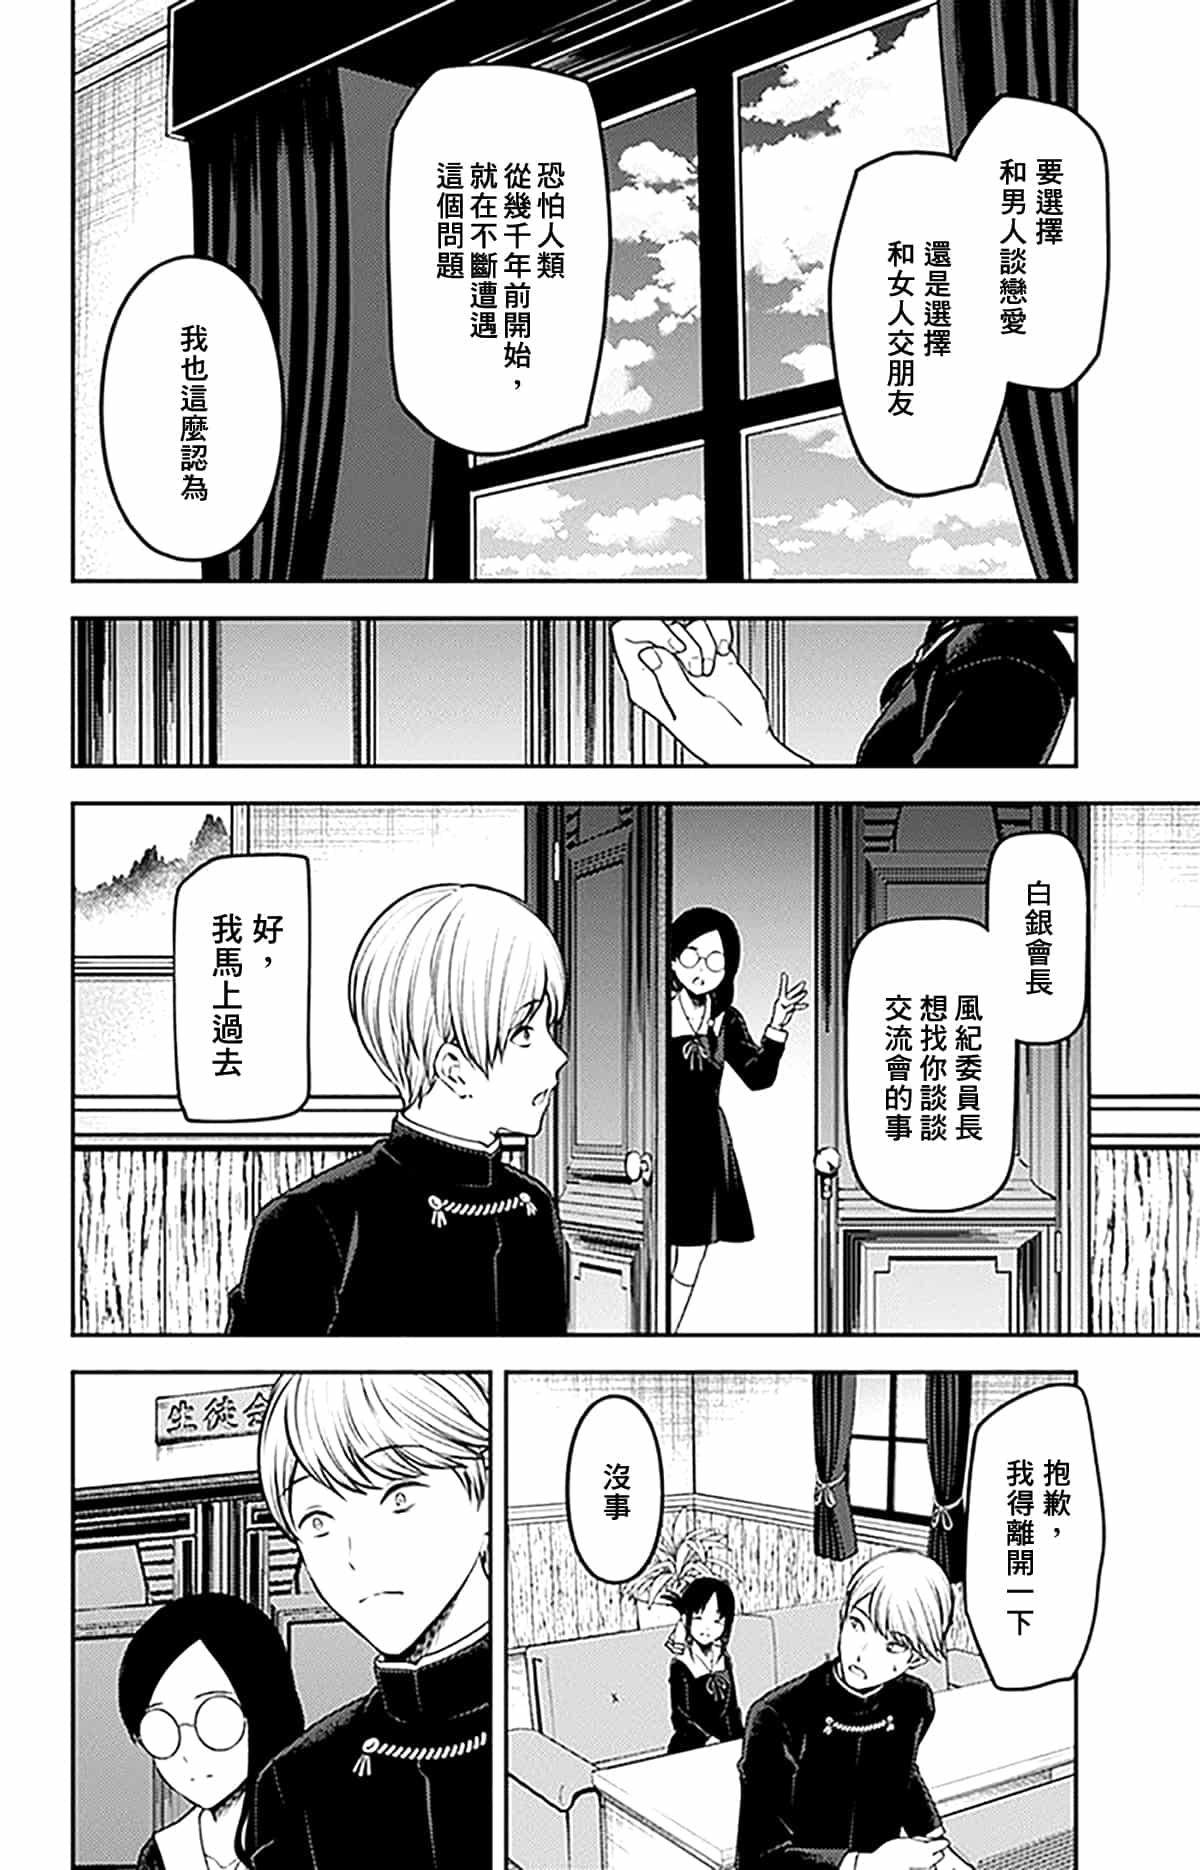 要選擇
和男人談戀愛
還是選擇
和女人交朋友
恐怕人類
從幾千年前開始，
就在不斷遭遇
這個問題
我也這麼認為
白銀會長
風紀委員長
想找你談談
交流會的事
好，
我馬上過去
抱歉，
我得離開一下
沒事
生徒会